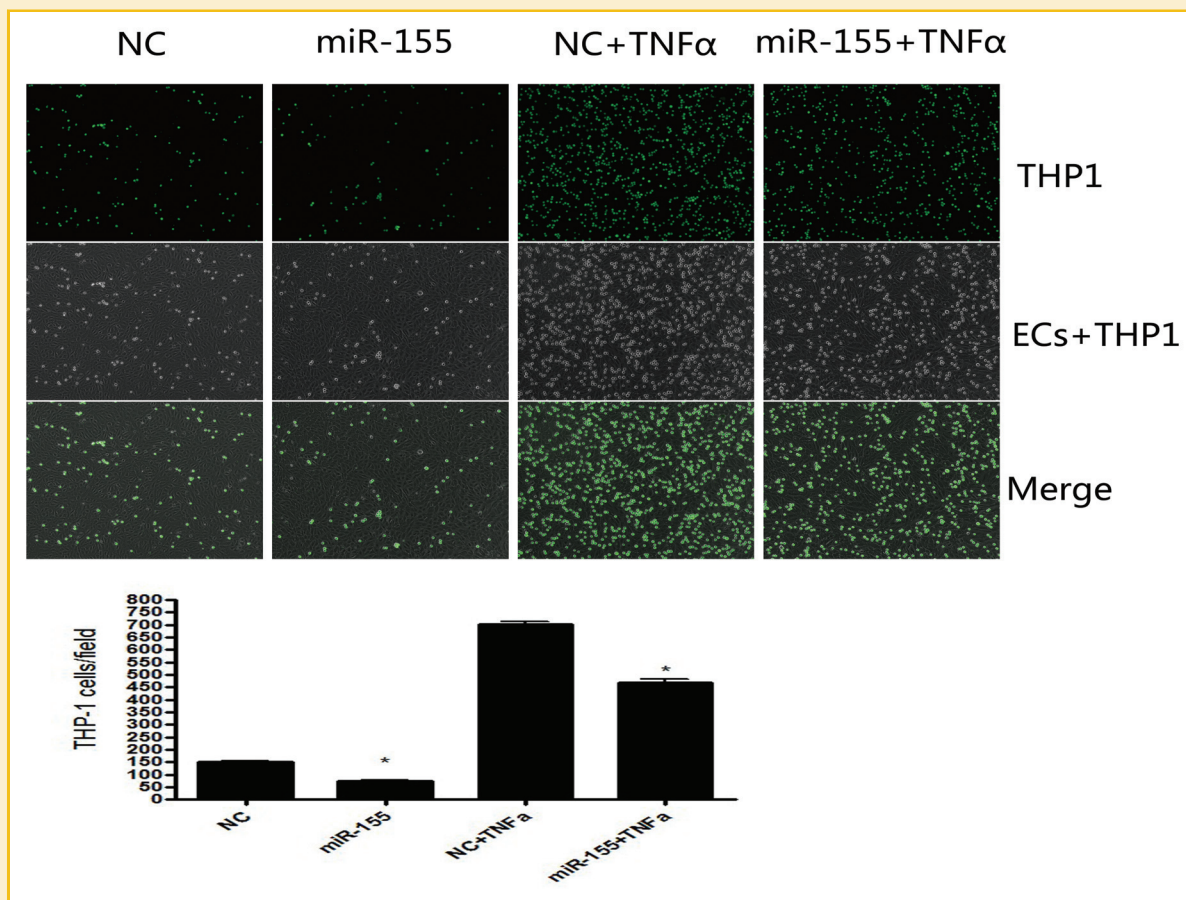 NC miR-155 NC+TNFα miR-155+TNFα
THP1
ECs+THP1
Merge
THP-1 cells/field
800
750
700
650
600
550
500
450
400
350
300
250
200
150
100
50
0
*
*
NC
miR-155
NC+TNFa
miR-155+TNFa